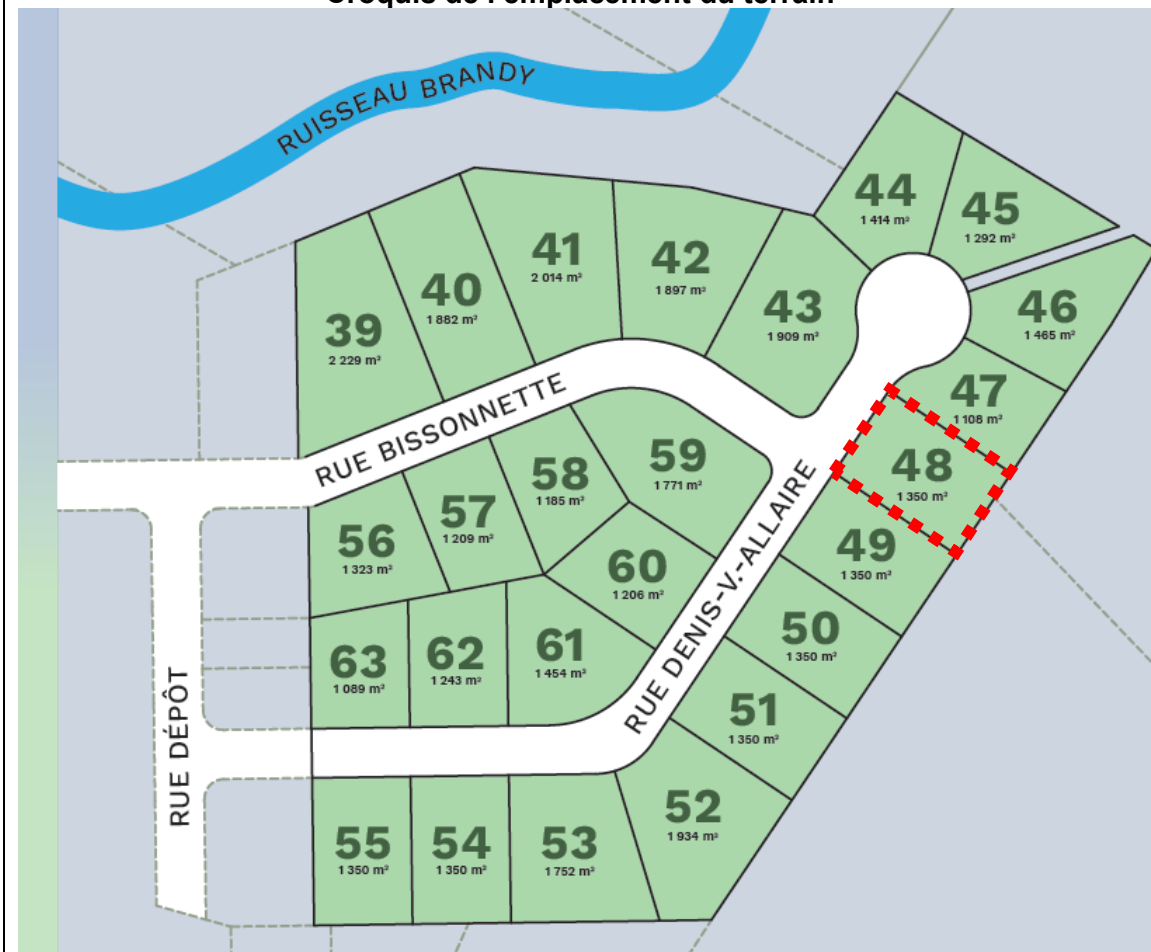 Croquis de l'emplacement du terrain
RUISSEAU BRANDY
44
1 414 m²
45
1 292 m²
41
2 014 m²
42
1 897 m²
40
1 882 m²
43
1 909 m²
46
1 465 m²
39
2 229 m²
47
1 108 m²
RUE BISSONNETTE
59
1 771 m²
48
1 350 m²
58
1 185 m²
57
1 209 m²
56
1 323 m²
49
1 350 m²
60
1 206 m²
RUE DENIS-V.-ALLAIRE
50
1 350 m²
61
1 454 m²
62
1 243 m²
63
1 089 m²
51
1 350 m²
RUE DÉPÔT
52
1 934 m²
55
1 350 m²
54
1 350 m²
53
1 752 m²